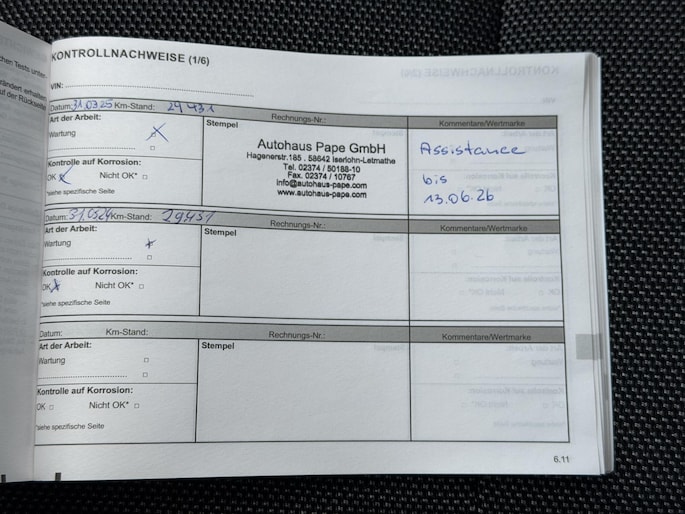 chen Tests unter-
KONTROLLNACHWEISE (1/6)
VIN:
Datum: 31.03.25 Km-Stand: 29431 Rechnungs-Nr.: Kommentare/Wertmarke
Art der Arbeit:
Wartung
Kontrolle auf Korrosion:
OK Nicht OK*
*siehe spezifische Seite
Stempel
Autohaus Pape GmbH
Hagenerstr.185 . 58642 Iserlohn-Letmathe
Tel. 02374 / 50188-10
Fax. 02374 / 10767
info@autohaus-pape.com
www.autohaus-pape.com
Assistance
bis
13.06.26
Datum: Km-Stand: Rechnungs-Nr.: Kommentare/Wertmarke
Art der Arbeit:
Wartung
Kontrolle auf Korrosion:
OK Nicht OK*
*siehe spezifische Seite
Stempel
Datum: Km-Stand: Rechnungs-Nr.: Kommentare/Wertmarke
Art der Arbeit:
Wartung
Kontrolle auf Korrosion:
OK Nicht OK*
*siehe spezifische Seite
Stempel
6.11